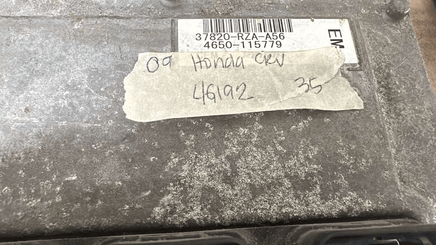 37820-RZA-A56
4650-115779
EM
09 Honda CRV
46192 35